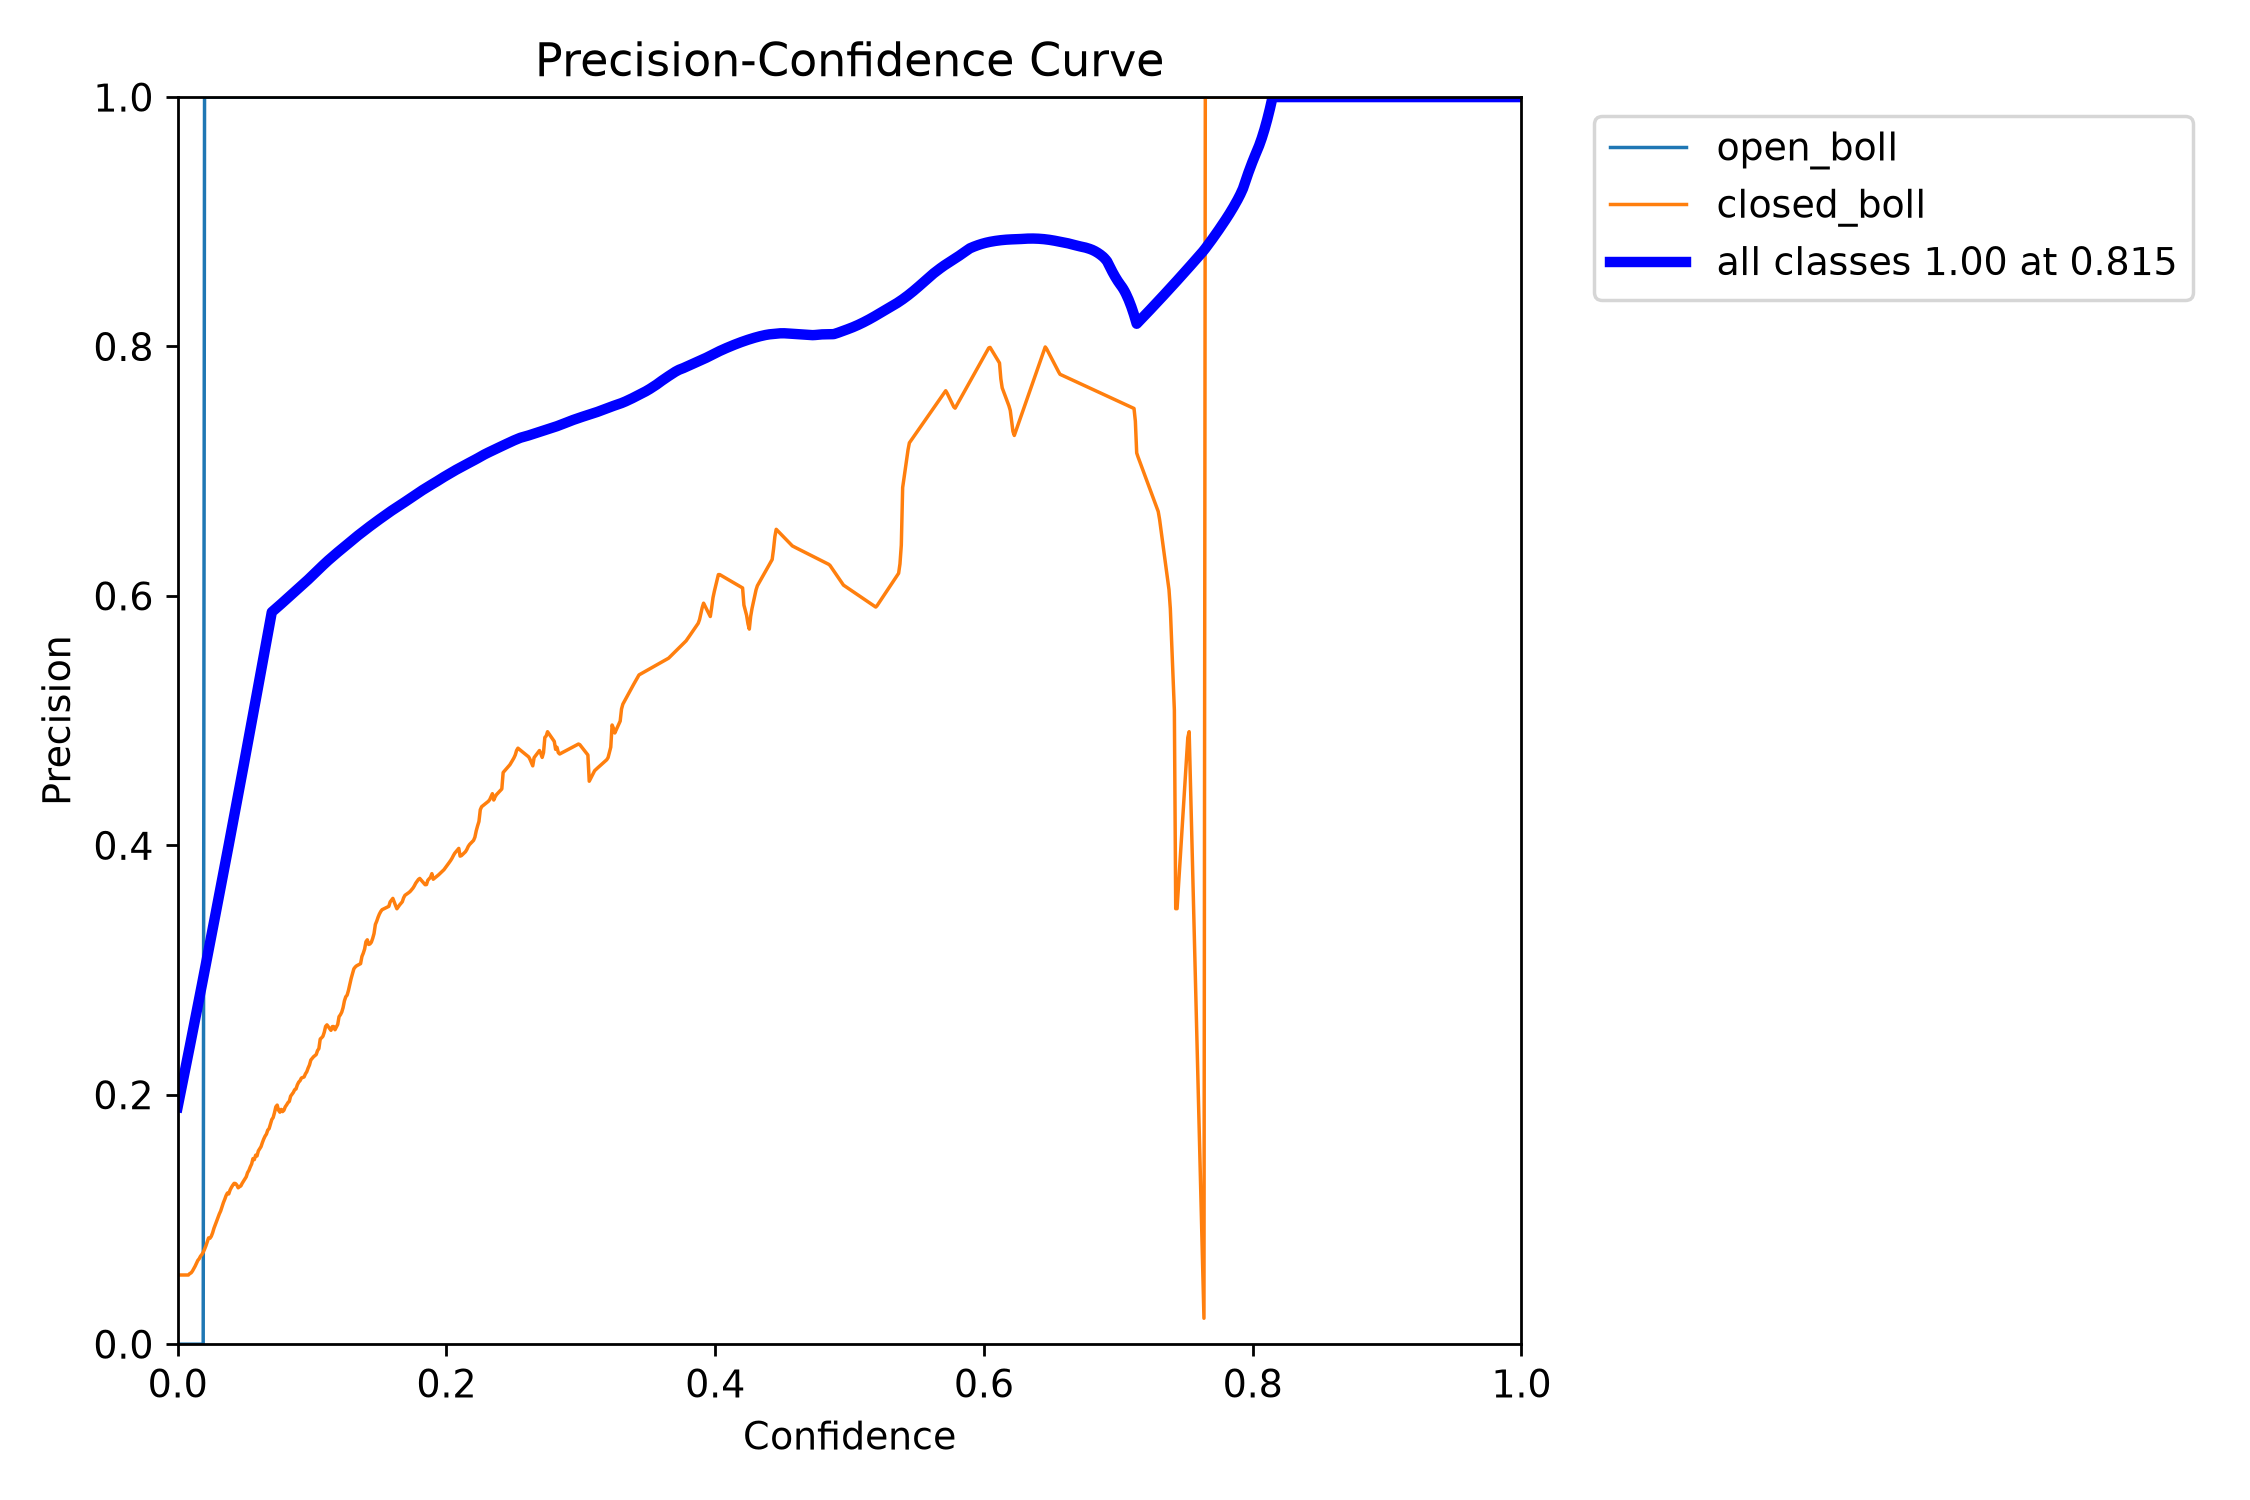 Precision-Confidence Curve
1.0
0.8
0.6
0.4
0.2
0.0
Precision
0.0 0.2 0.4 0.6 0.8 1.0
Confidence
open_boll
closed_boll
all classes 1.00 at 0.815